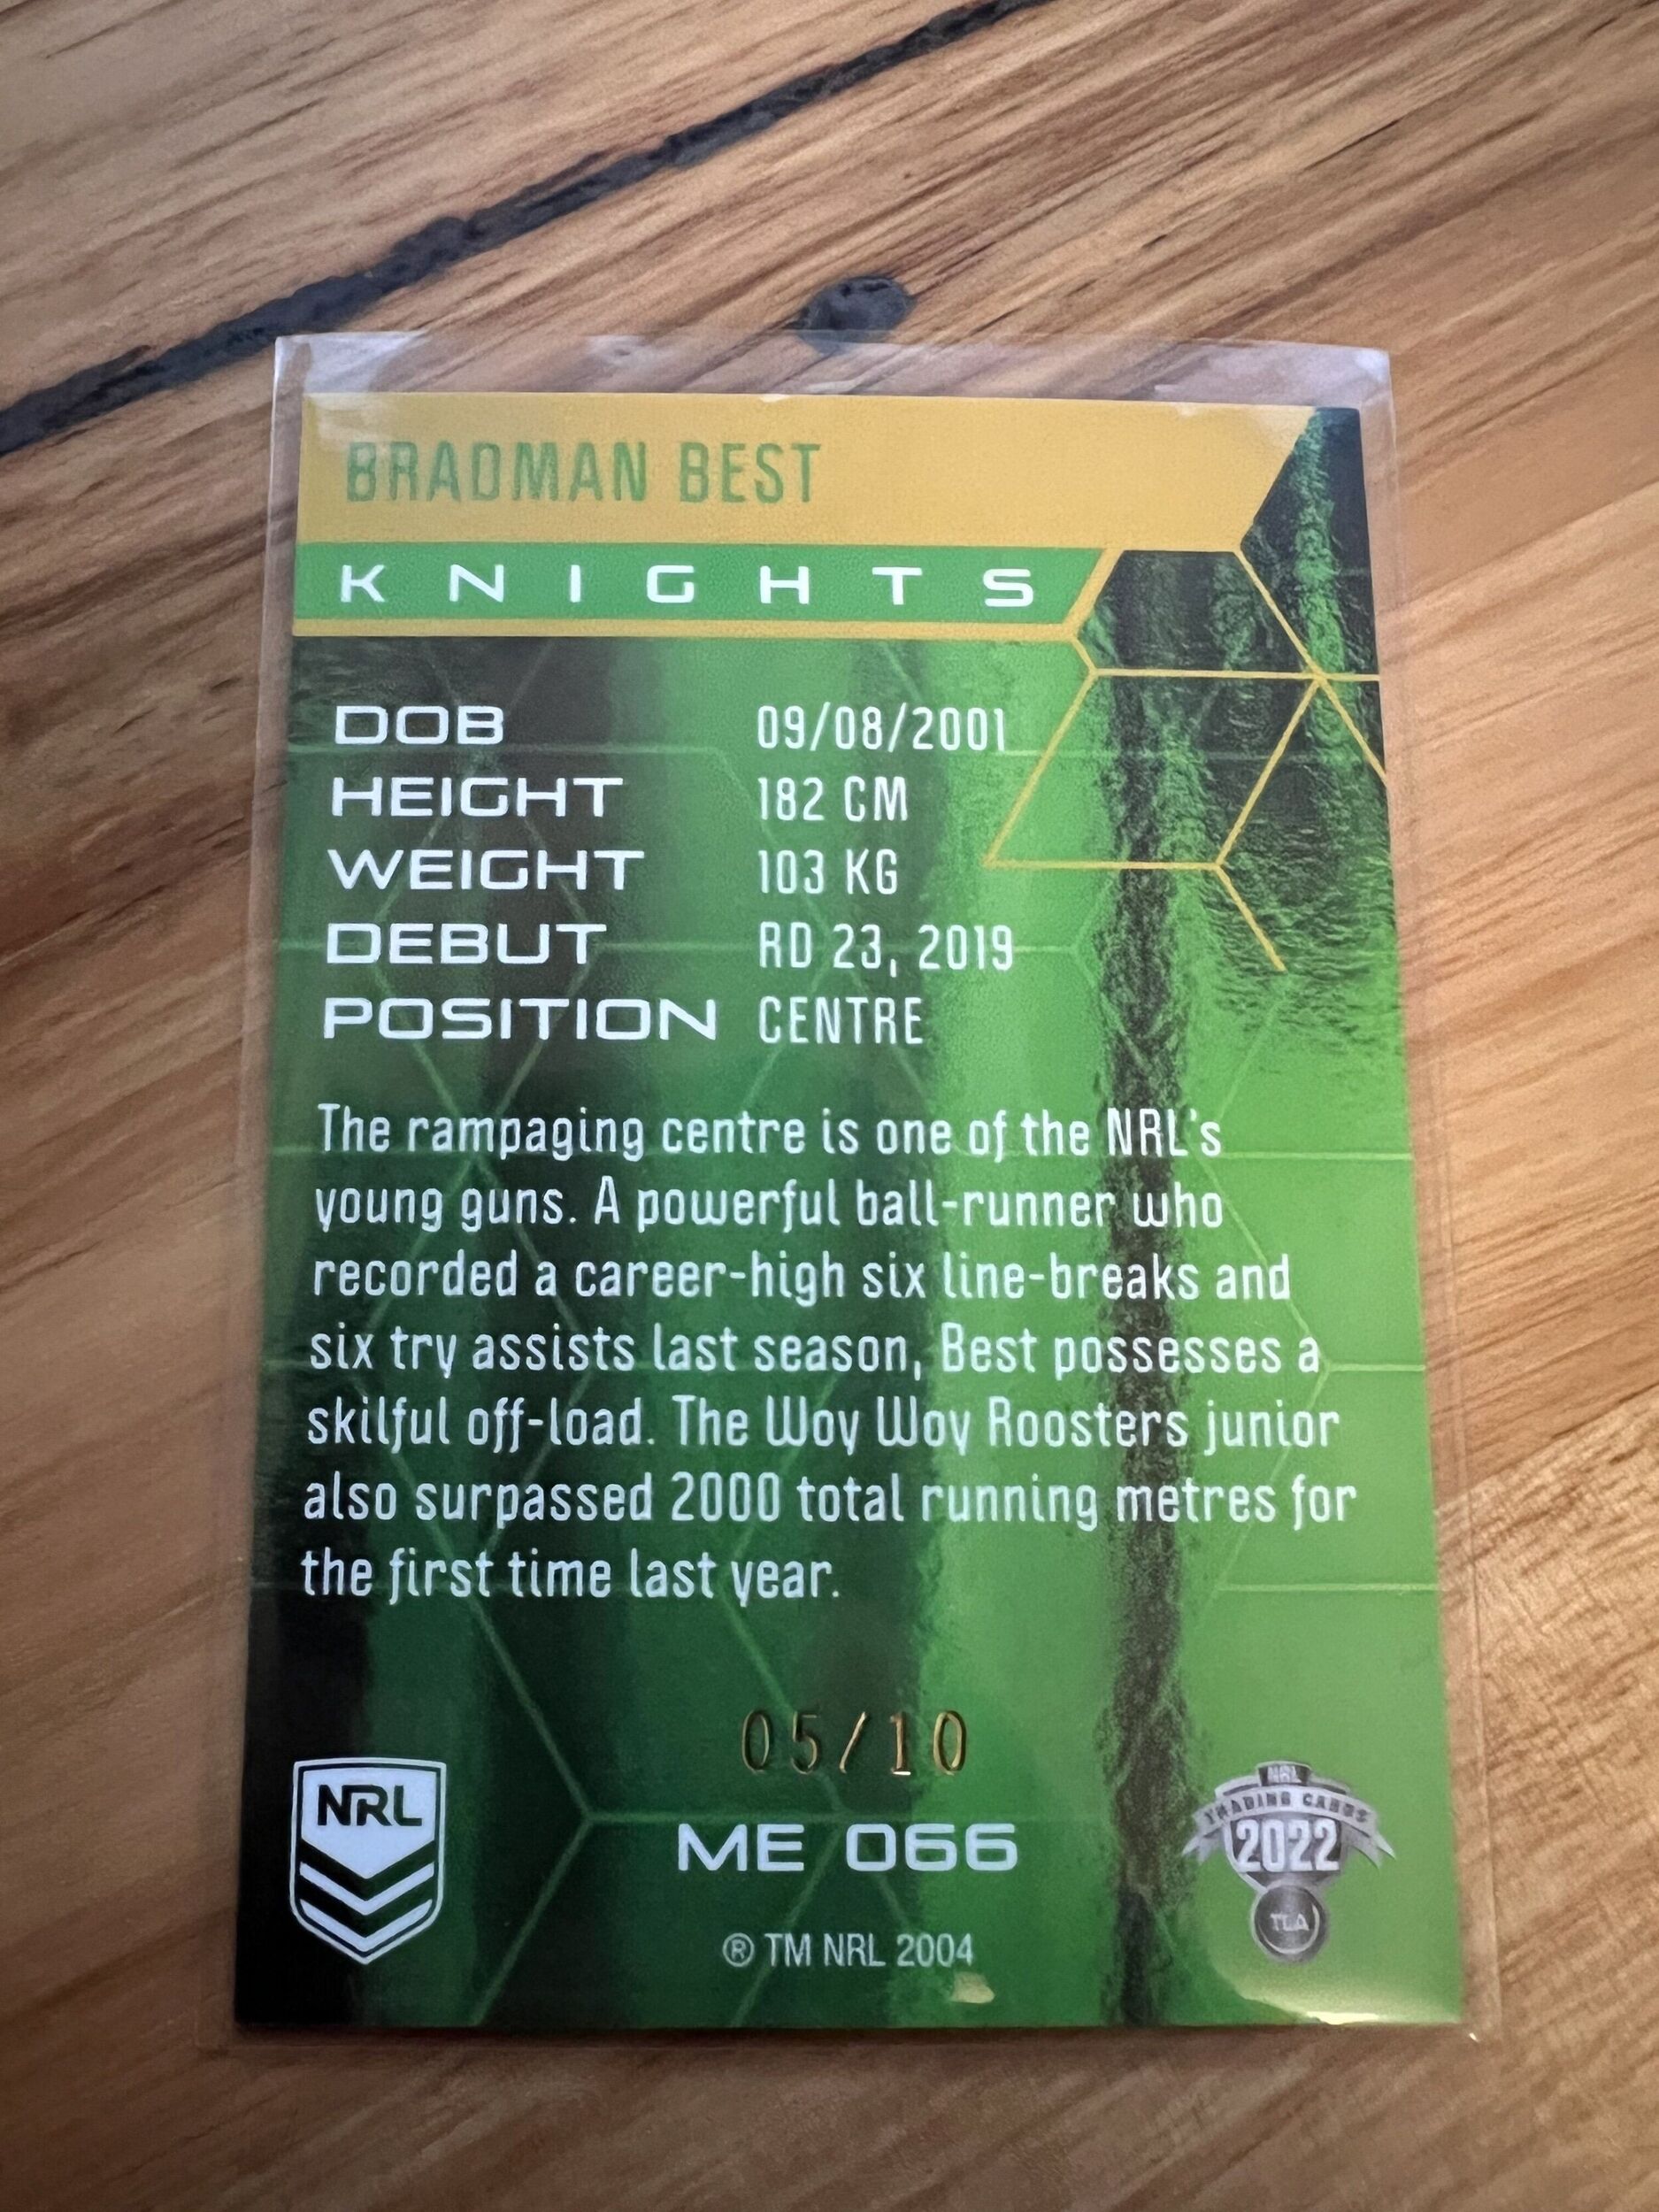 BRADMAN BEST
KNIGHTS
DOB 09/08/2001
HEIGHT 182 CM
WEIGHT 103 KG
DEBUT RD 23, 2019
POSITION CENTRE
The rampaging centre is one of the NRL's
young guns. A powerful ball-runner who
recorded a career-high six line-breaks and
six try assists last season, Best possesses a
skilful off-load. The Woy Woy Roosters junior
also surpassed 2000 total running metres for
the first time last year.
05/10
NRL
ME 066
NRL
TRADING CARDS
2022
TLA
® TM NRL 2004